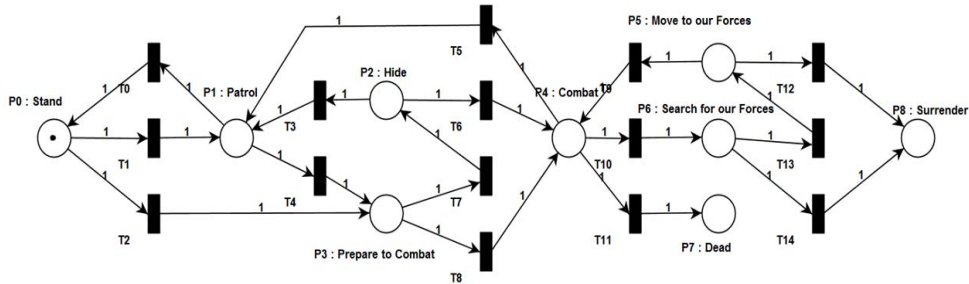 P5 : Move to our Forces
1
T5
1
1
P2 : Hide
1
1
P0 : Stand
T0
P1 : Patrol
1
1
P4 : Combat
T9
T12
P8 : Surrender
1
1
1
T3
T6
1
1
P6 : Search for our Forces
1
1
1
1
1
1
1
T1
T10
T13
1
1
1
1
1
1
1
T4
T7
1
1
1
1
T2
T11
T14
P3 : Prepare to Combat
P7 : Dead
T8